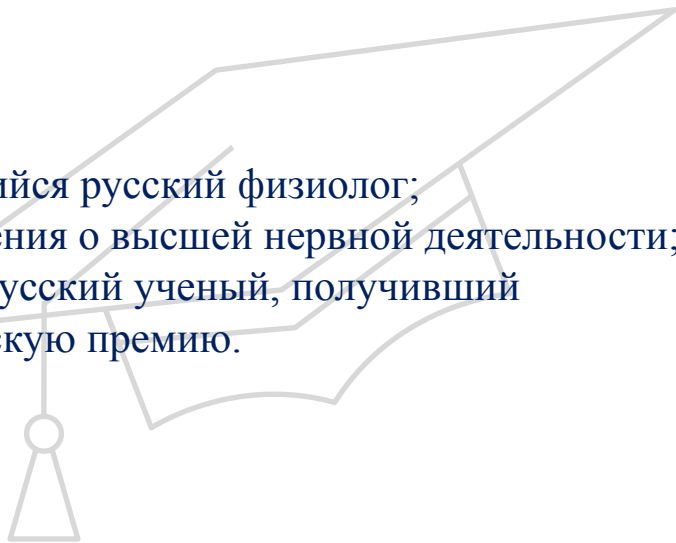 ийся русский физиолог;
ения о высшей нервной деятельности;
усский ученый, получивший
скую премию.